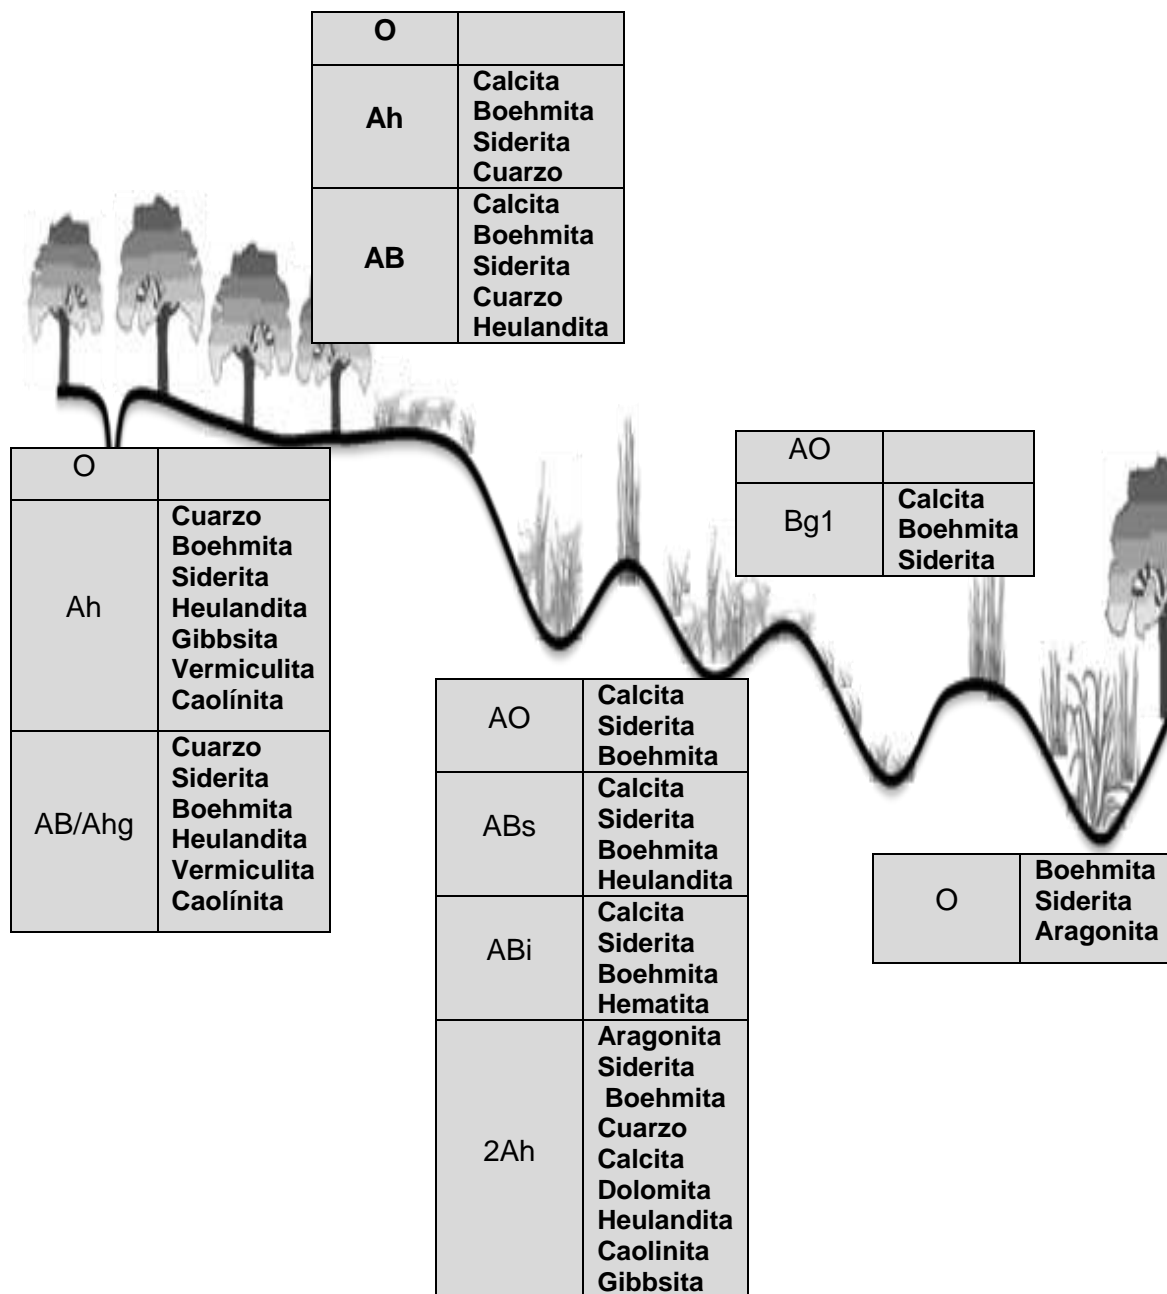 O
Ah
Calcita
Boehmita
Siderita
Cuarzo
AB
Calcita
Boehmita
Siderita
Cuarzo
Heulandita
O
Ah
Cuarzo
Boehmita
Siderita
Heulandita
Gibbsita
Vermiculita
Caolínita
AB/Ahg
Cuarzo
Siderita
Boehmita
Heulandita
Vermiculita
Caolínita
AO
Bg1
Calcita
Boehmita
Siderita
AO
Calcita
Siderita
Boehmita
ABs
Calcita
Siderita
Boehmita
Heulandita
ABi
Calcita
Siderita
Boehmita
Hematita
2Ah
Aragonita
Siderita
Boehmita
Cuarzo
Calcita
Dolomita
Heulandita
Caolinita
Gibbsita
O
Boehmita
Siderita
Aragonita